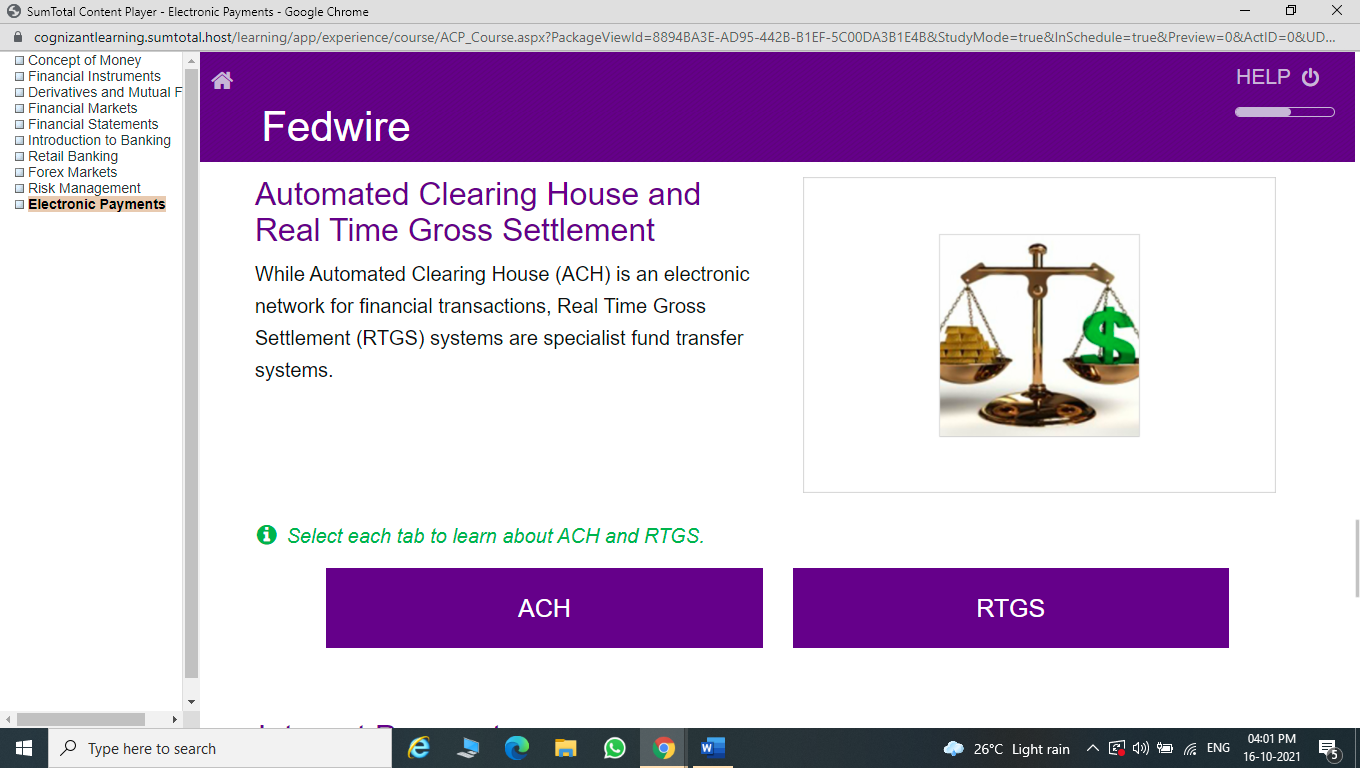 SumTotal Content Player - Electronic Payments - Google Chrome
cognizantlearning.sumtotal.host/learning/app/experience/course/ACP_Course.aspx?PackageViewId=8894BA3E-AD95-442B-B1EF-5C00DA3B1E4B&StudyMode=true&InSchedule=true&Preview=0&ActID=0&UD...
Concept of Money
Financial Instruments
Derivatives and Mutual F
Financial Markets
Financial Statements
Introduction to Banking
Retail Banking
Forex Markets
Risk Management
Electronic Payments
HELP
Fedwire
Automated Clearing House and
Real Time Gross Settlement
While Automated Clearing House (ACH) is an electronic
network for financial transactions, Real Time Gross
Settlement (RTGS) systems are specialist fund transfer
systems.
Select each tab to learn about ACH and RTGS.
ACH
RTGS
Type here to search
26°C Light rain
ENG
04:01 PM
16-10-2021
5